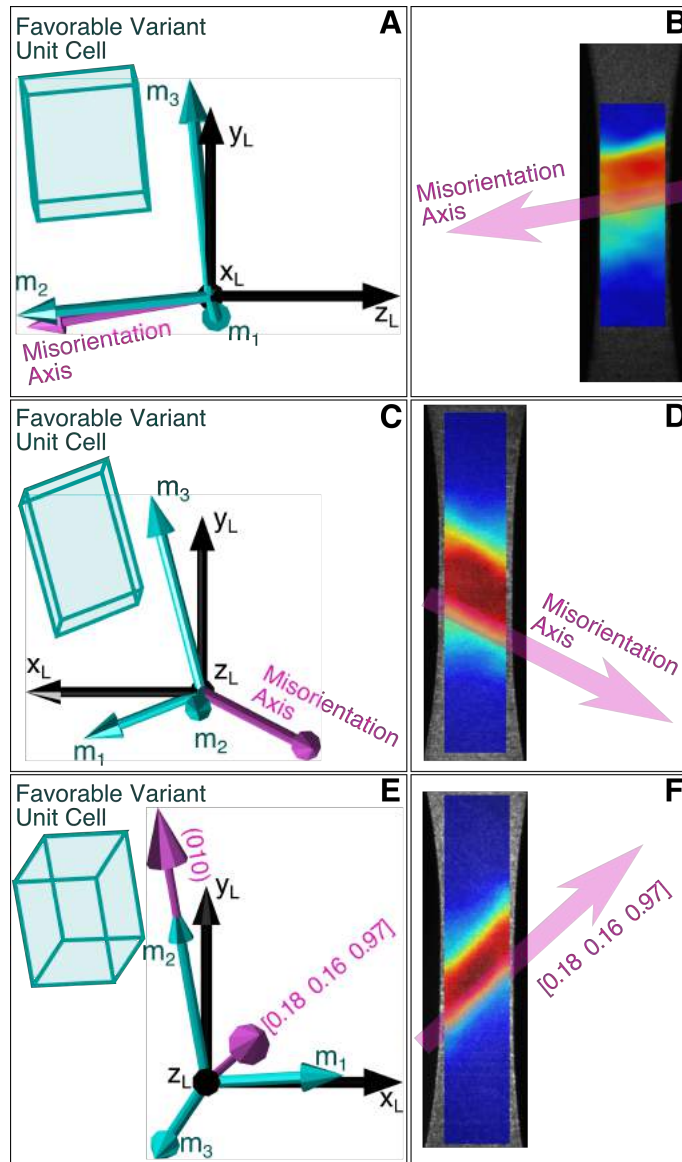 Favorable Variant
Unit Cell
A
m3
yL
xL
m2
zL
m1
Misorientation
Axis
B
Misorientation
Axis
Favorable Variant
Unit Cell
C
m3
yL
xL
zL
Misorientation
Axis
m1
m2
D
Misorientation
Axis
Favorable Variant
Unit Cell
E
(010)
yL
m2
[0.18 0.16 0.97]
m1
zL
xL
m3
F
[0.18 0.16 0.97]